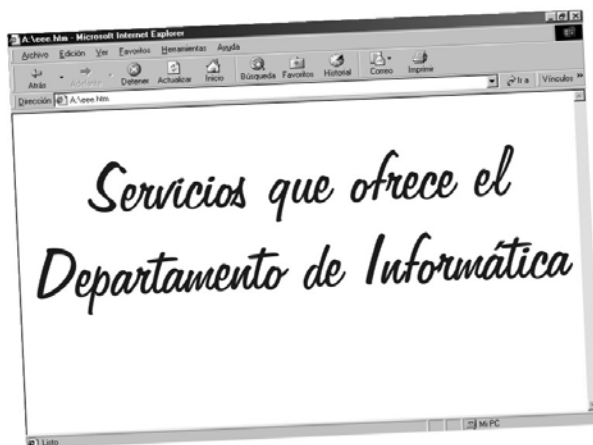 A:\eee.htm - Microsoft Internet Explorer
Archivo Edición Ver Favoritos Herramientas Ayuda
Atrás Adelante Detener Actualizar Inicio Búsqueda Favoritos Historial Correo Imprimir
Dirección A:\eee.htm Ir a Vínculos »
Servicios que ofrece el
Departamento de Informática
Listo Mi PC